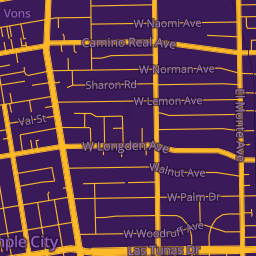 Vons
W Naomi Ave
Camino Real Ave
W Norman Ave
Sharon Rd
W Lemon Ave
El Monte Ave
Val St
W Longden Ave
Walnut Ave
W Palm Dr
W Woodruff Ave
mple City
Las Tunas Dr